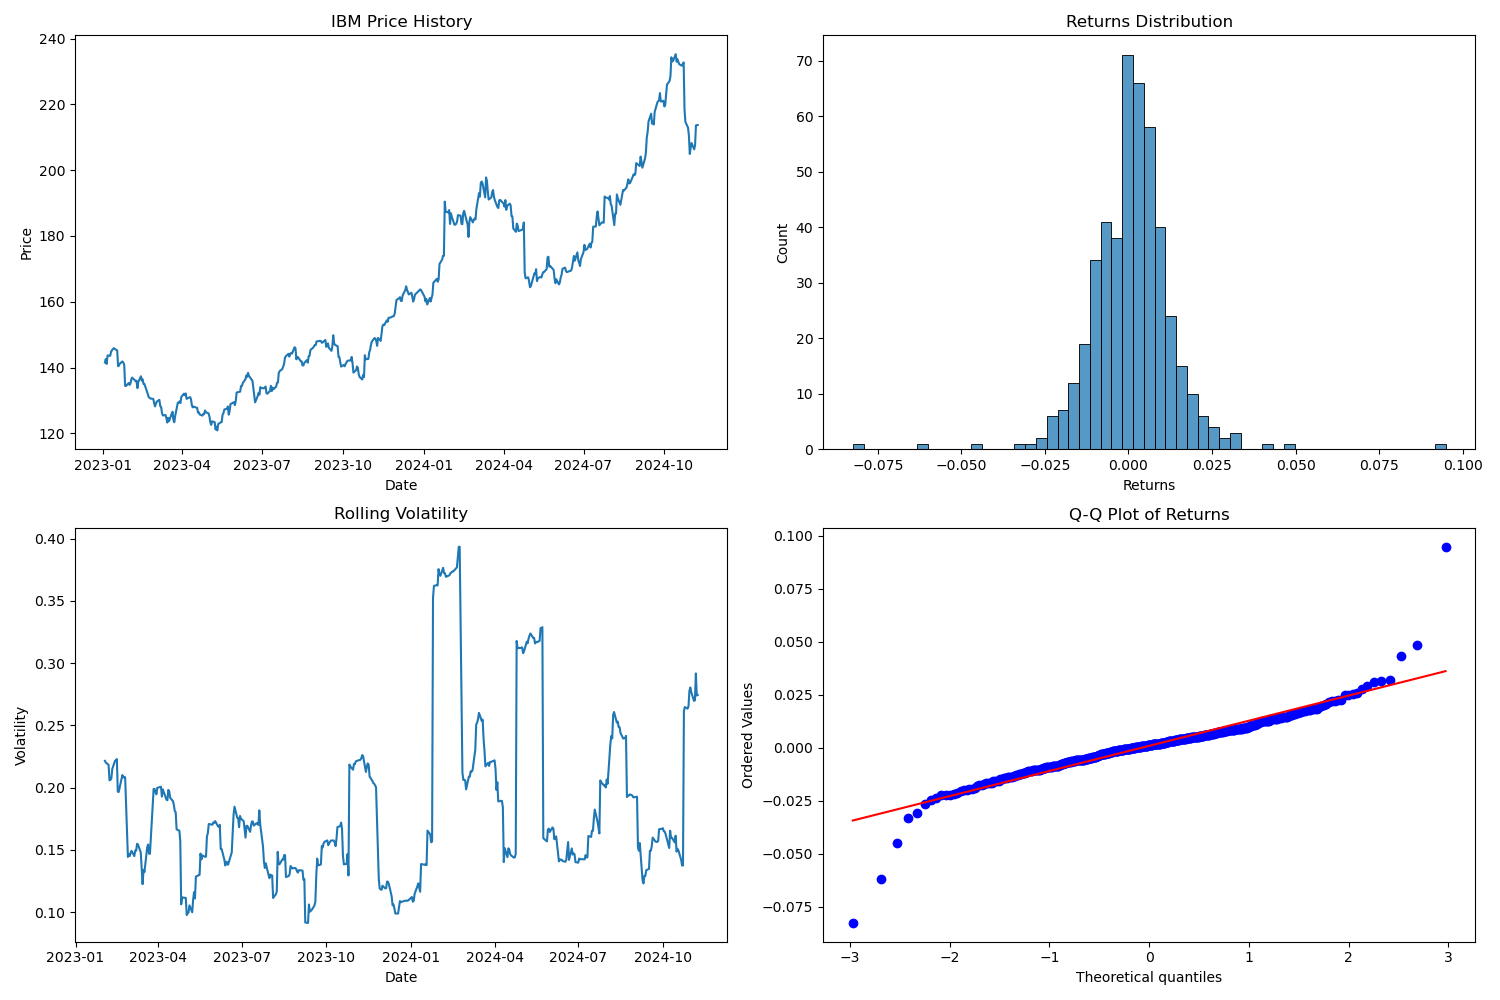 IBM Price History
240
220
200
180
160
140
120
Price
2023-01 2023-04 2023-07 2023-10 2024-01 2024-04 2024-07 2024-10
Date
Returns Distribution
70
60
50
40
30
20
10
0
Count
−0.075 −0.050 −0.025 0.000 0.025 0.050 0.075 0.100
Returns
Rolling Volatility
0.40
0.35
0.30
0.25
0.20
0.15
0.10
Volatility
2023-01 2023-04 2023-07 2023-10 2024-01 2024-04 2024-07 2024-10
Date
Q-Q Plot of Returns
0.100
0.075
0.050
0.025
0.000
−0.025
−0.050
−0.075
Ordered Values
−3 −2 −1 0 1 2 3
Theoretical quantiles